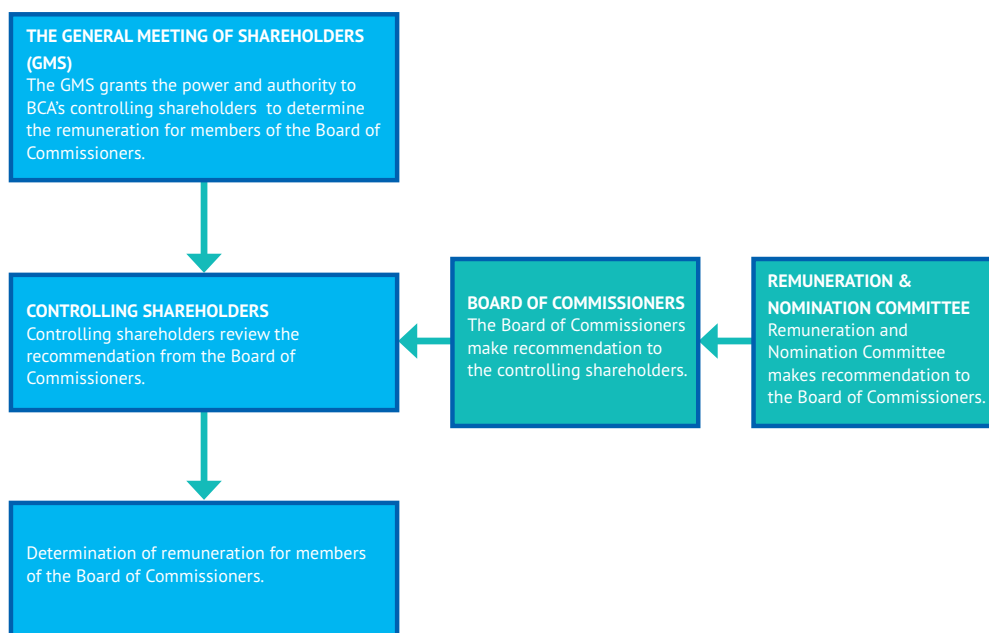 THE GENERAL MEETING OF SHAREHOLDERS
(GMS)
The GMS grants the power and authority to
BCA’s controlling shareholders to determine
the remuneration for members of the Board of
Commissioners.
CONTROLLING SHAREHOLDERS
Controlling shareholders review the
recommendation from the Board of
Commissioners.
BOARD OF COMMISSIONERS
The Board of Commissioners
make recommendation to
the controlling shareholders.
REMUNERATION &
NOMINATION COMMITTEE
Remuneration and
Nomination Committee
makes recommendation to
the Board of Commissioners.
Determination of remuneration for members
of the Board of Commissioners.